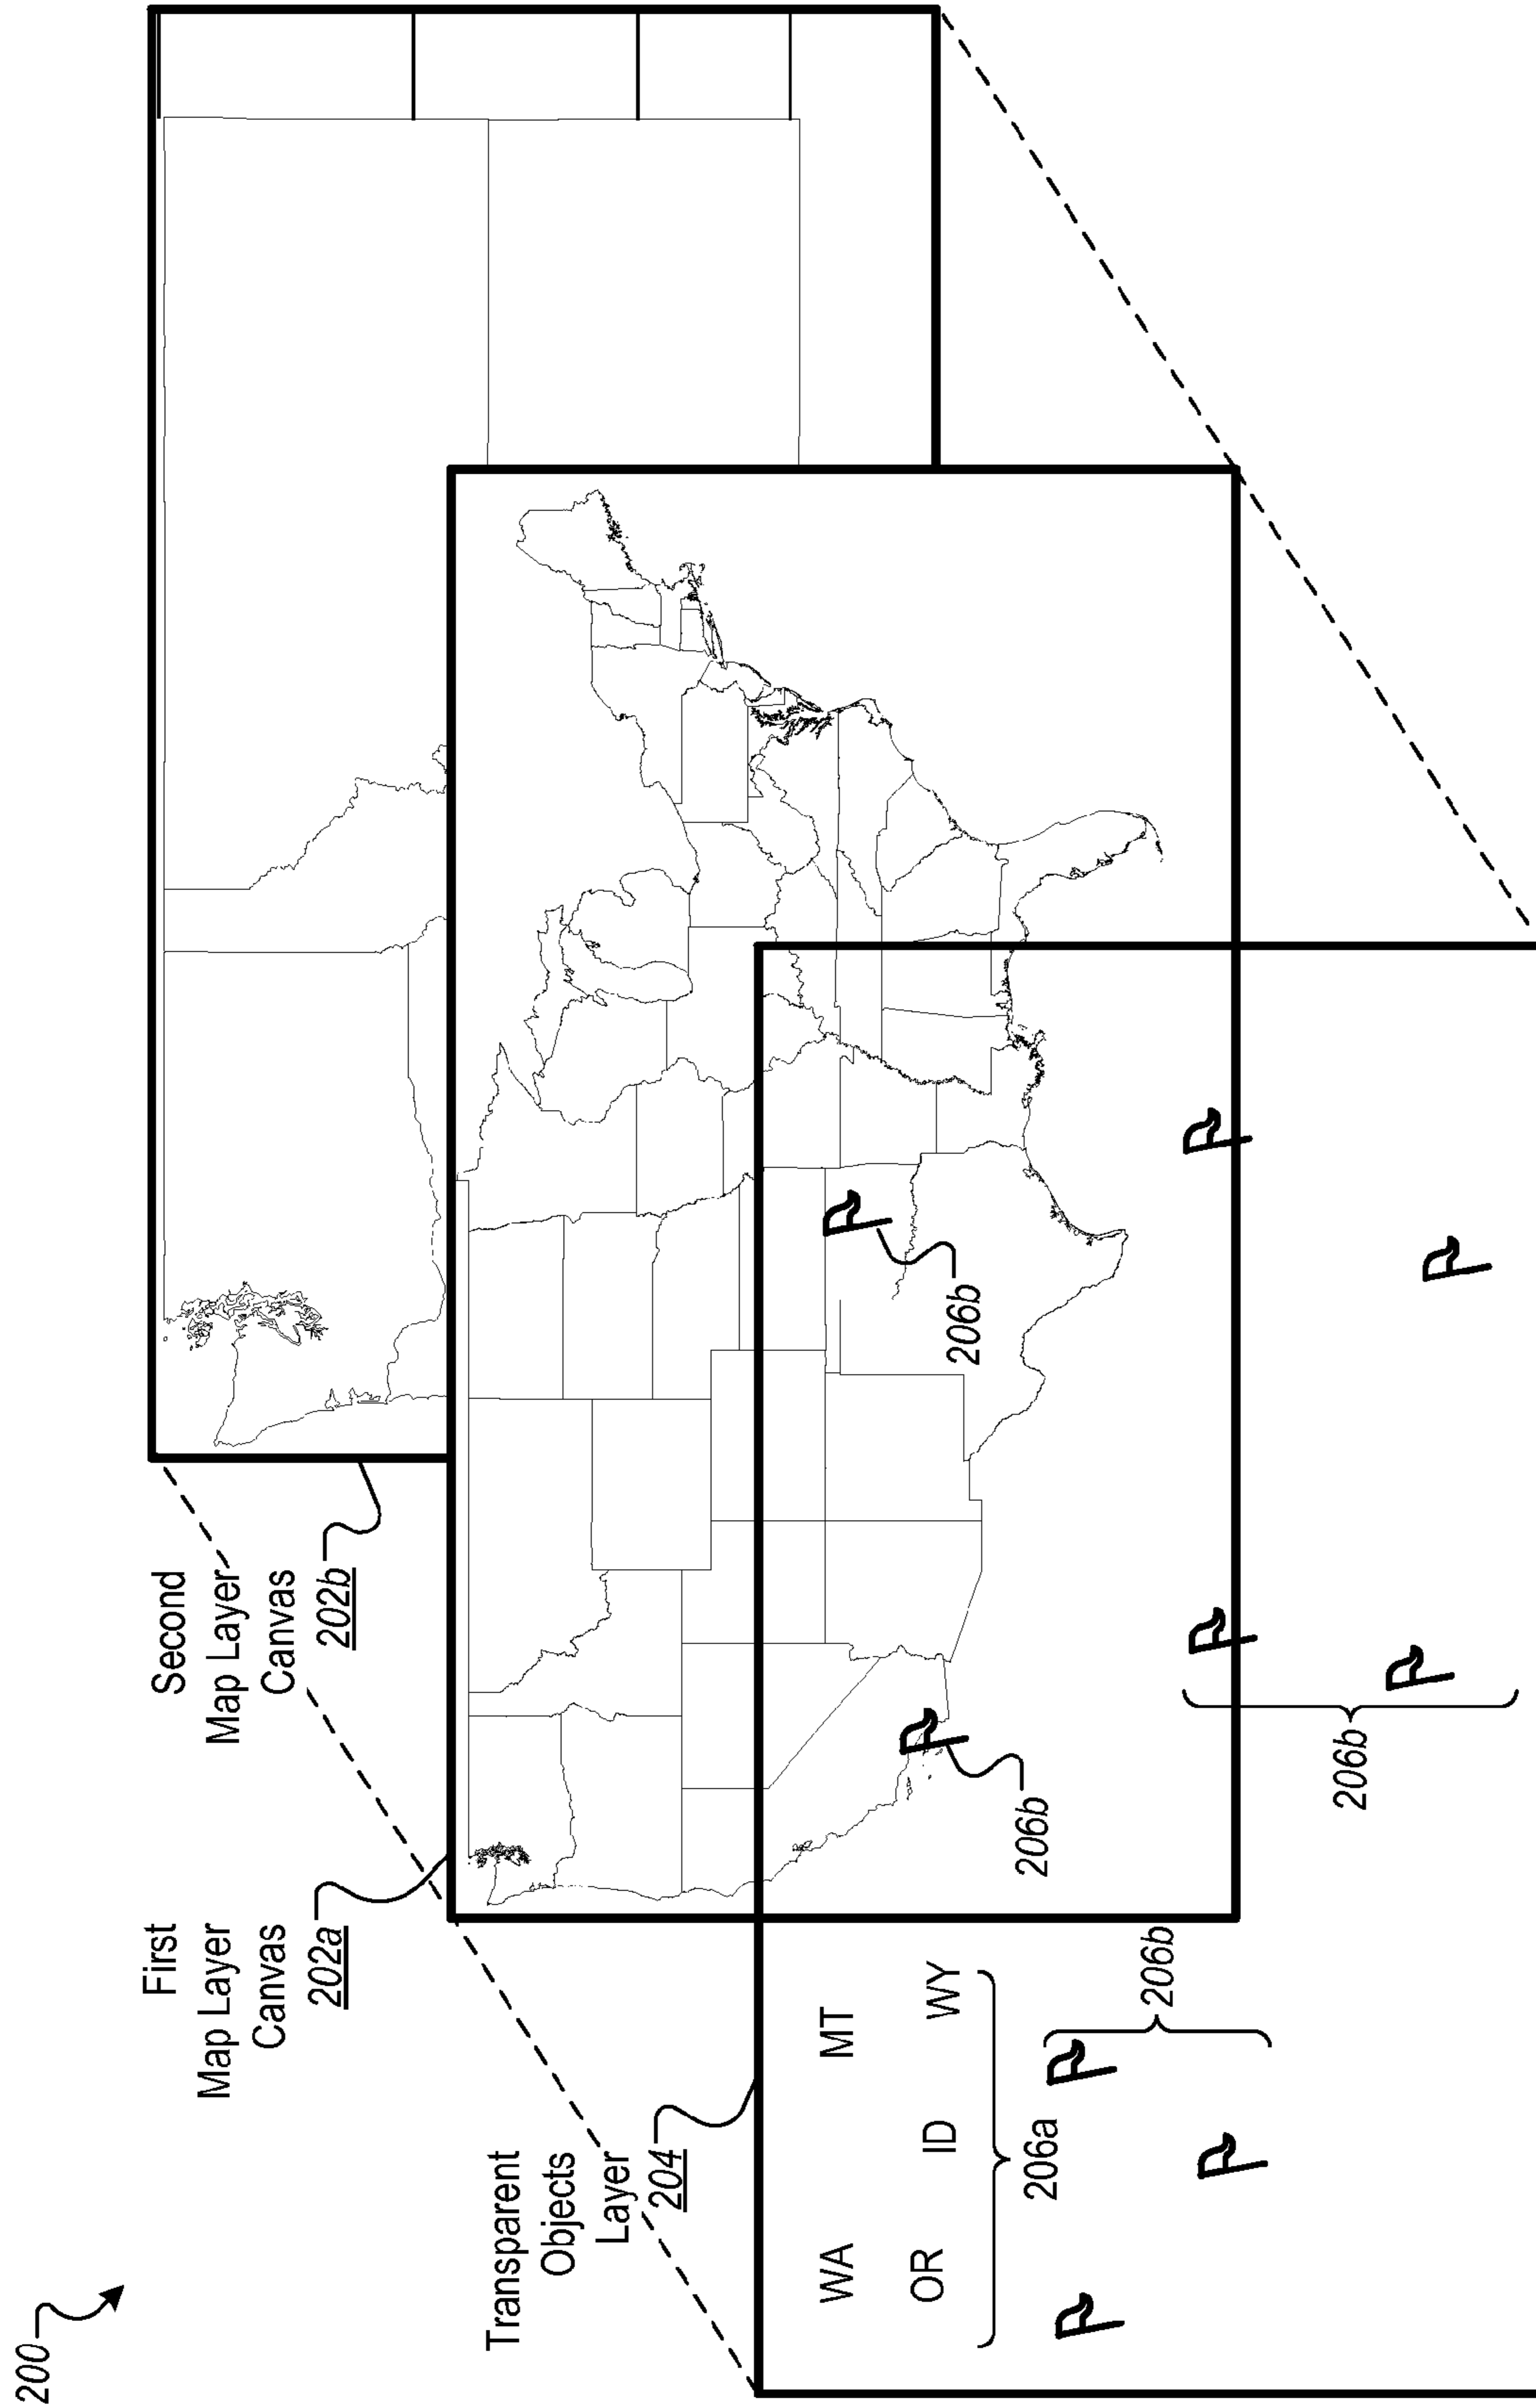 200
First
Map Layer
Canvas
202a
Second
Map Layer
Canvas
202b
Transparent
Objects
Layer
204
WA
MT
OR
ID
WY
206a
206b
206b
206b
206b